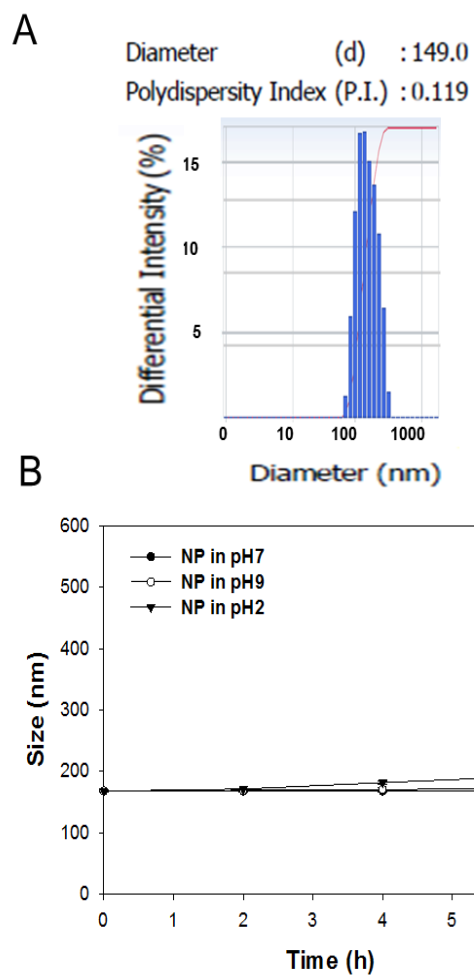 A
Diameter (d) : 149.0
Polydispersity Index (P.I.) : 0.119
Differential Intensity (%)
15
10
5
0 10 100 1000
Diameter (nm)
B
600
500
400
300
200
100
0
Size (nm)
NP in pH7
NP in pH9
NP in pH2
0 1 2 3 4 5
Time (h)